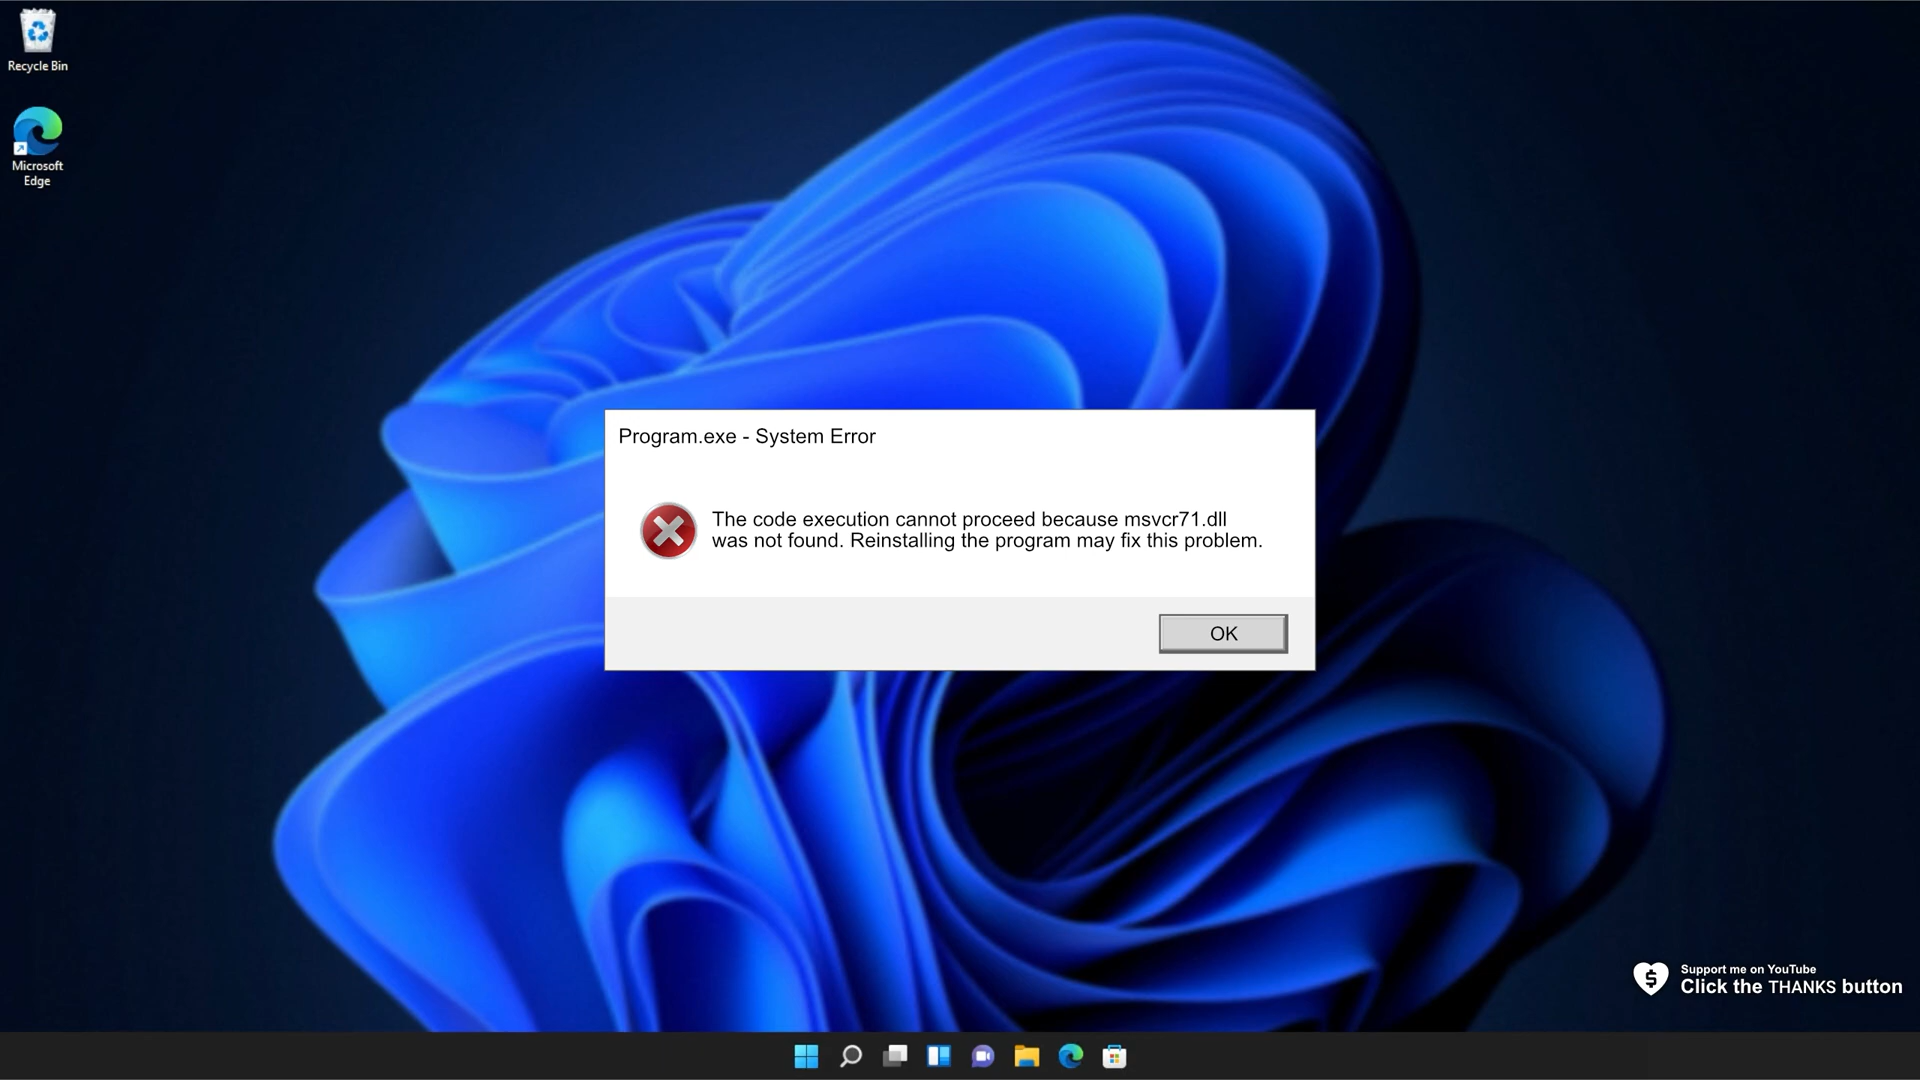 Recycle Bin
Microsoft
Edge
Program.exe - System Error
The code execution cannot proceed because msvcr71.dll
was not found. Reinstalling the program may fix this problem.
OK
Support me on YouTube
Click the THANKS button